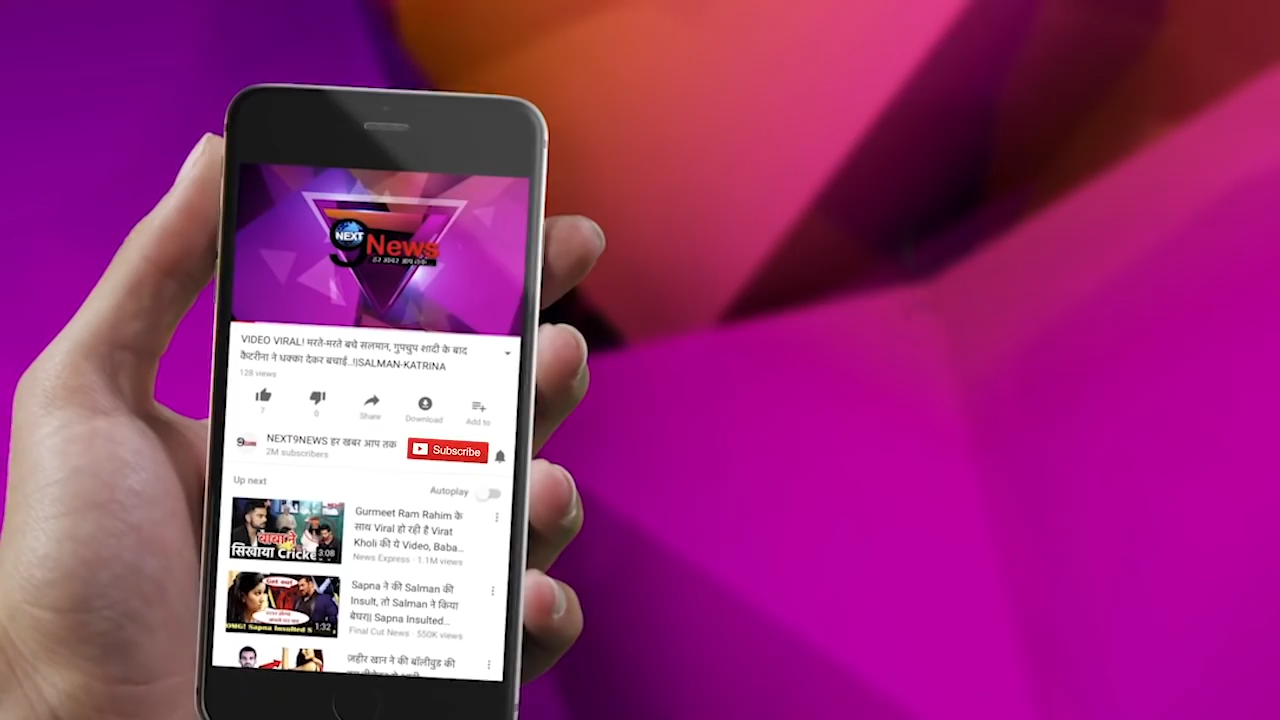 NEXT
9 News
हर खबर आप तक
VIDEO VIRAL! मरते-मरते बचे सलमान, गुपचुप शादी के बाद
कैटरीना ने धक्का देकर बचाई..!|SALMAN-KATRINA
128 views
7
0
Share
Download
Add to
NEXT9NEWS हर खबर आप तक
2M subscribers
Subscribe
Up next
Autoplay
Gurmeet Ram Rahim के
साथ Viral हो रही है Virat
Kohli की ये Video, Baba...
News Express · 1.1M views
बाबा ने
सिखाया Cricke
3:08
Sapna ने की Salman की
Insult, तो Salman ने किया
बेघर|| Sapna Insulted...
Final Cut News · 550K views
Get out
OMG! Sapna Insulted S
1:32
ज़हीर खान ने की बॉलीवुड की